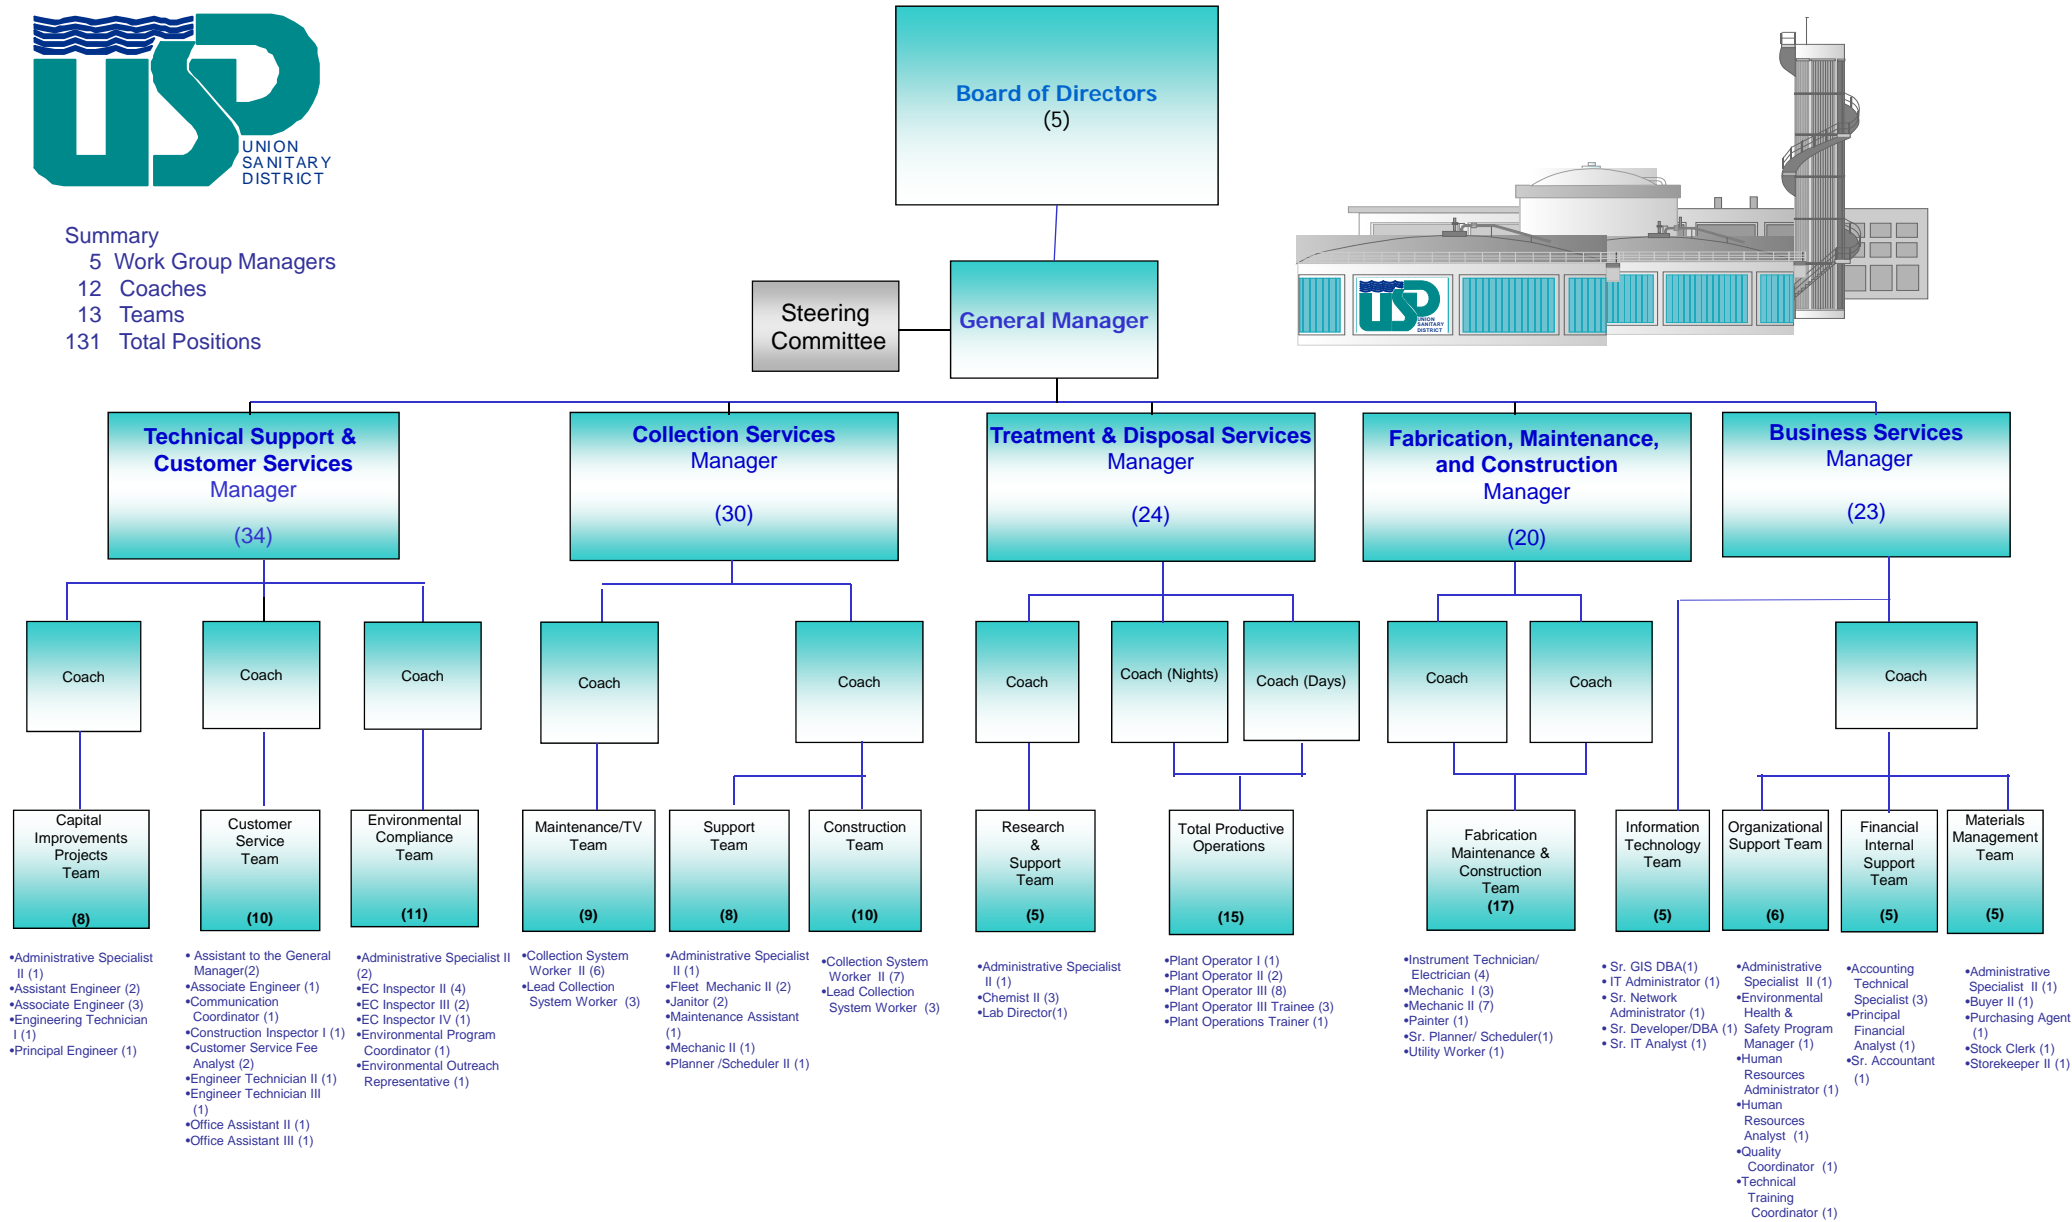 UNION
SANITARY
DISTRICT
Summary
5 Work Group Managers
12 Coaches
13 Teams
131 Total Positions
Board of Directors
(5)
Steering
Committee
General Manager
USD
UNION
SANITARY
DISTRICT
Technical Support &
Customer Services
Manager
(34)
Collection Services
Manager
(30)
Treatment & Disposal Services
Manager
(24)
Fabrication, Maintenance,
and Construction
Manager
(20)
Business Services
Manager
(23)
Coach
Coach
Coach
Coach
Coach
Coach
Coach (Nights)
Coach (Days)
Coach
Coach
Coach
Capital
Improvements
Projects
Team
(8)
•Administrative Specialist
II (1)
•Assistant Engineer (2)
•Associate Engineer (3)
•Engineering Technician
I (1)
•Principal Engineer (1)
Customer
Service
Team
(10)
• Assistant to the General
Manager(2)
•Associate Engineer (1)
•Communication
Coordinator (1)
•Construction Inspector I (1)
•Customer Service Fee
Analyst (2)
•Engineer Technician II (1)
•Engineer Technician III
(1)
•Office Assistant II (1)
•Office Assistant III (1)
Environmental
Compliance
Team
(11)
•Administrative Specialist II
(2)
•EC Inspector II (4)
•EC Inspector III (2)
•EC Inspector IV (1)
•Environmental Program
Coordinator (1)
•Environmental Outreach
Representative (1)
Maintenance/TV
Team
(9)
•Collection System
Worker II (6)
•Lead Collection
System Worker (3)
Support
Team
(8)
•Administrative Specialist
II (1)
•Fleet Mechanic II (2)
•Janitor (2)
•Maintenance Assistant
(1)
•Mechanic II (1)
•Planner /Scheduler II (1)
Construction
Team
(10)
•Collection System
Worker II (7)
•Lead Collection
System Worker (3)
Research
&
Support
Team
(5)
•Administrative Specialist
II (1)
•Chemist II (3)
•Lab Director(1)
Total Productive
Operations
(15)
•Plant Operator I (1)
•Plant Operator II (2)
•Plant Operator III (8)
•Plant Operator III Trainee (3)
•Plant Operations Trainer (1)
Fabrication
Maintenance &
Construction
Team
(17)
•Instrument Technician/
Electrician (4)
•Mechanic I (3)
•Mechanic II (7)
•Painter (1)
•Sr. Planner/ Scheduler(1)
•Utility Worker (1)
Information
Technology
Team
(5)
• Sr. GIS DBA(1)
• IT Administrator (1)
• Sr. Network
Administrator (1)
• Sr. Developer/DBA (1)
• Sr. IT Analyst (1)
Organizational
Support Team
(6)
•Administrative
Specialist II (1)
•Environmental
Health &
Safety Program
Manager (1)
•Human
Resources
Administrator (1)
•Human
Resources
Analyst (1)
•Quality
Coordinator (1)
•Technical
Training
Coordinator (1)
Financial
Internal
Support
Team
(5)
•Accounting
Technical
Specialist (3)
•Principal
Financial
Analyst (1)
•Sr. Accountant
(1)
Materials
Management
Team
(5)
•Administrative
Specialist II (1)
•Buyer II (1)
•Purchasing Agent
(1)
•Stock Clerk (1)
•Storekeeper II (1)